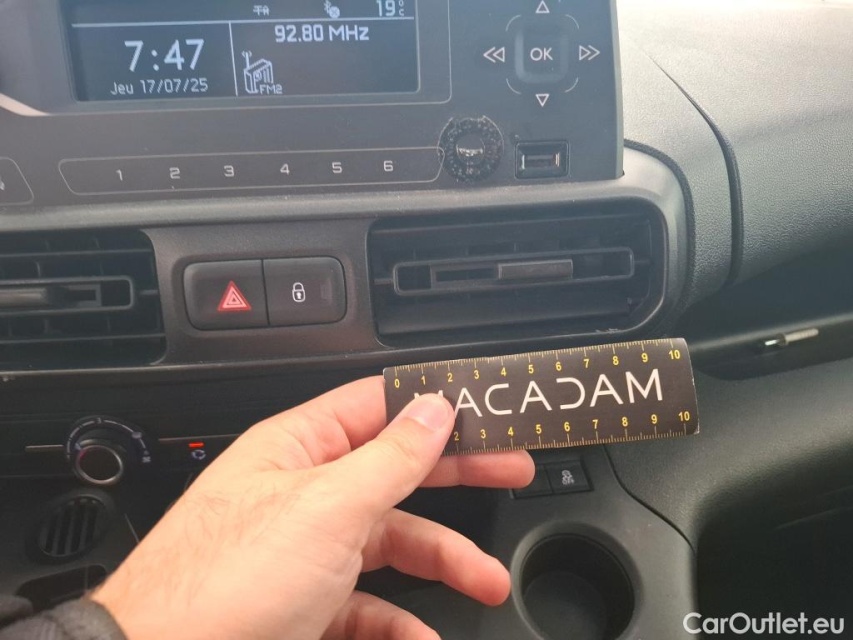 19°C
7:47
92.80 MHz
Jeu 17/07/25
FM2
OK
1 2 3 4 5 6
0 1 2 3 4 5 6 7 8 9 10
MACADAM
2 3 4 5 6 7 8 9 10
OFF
CarOutlet.eu